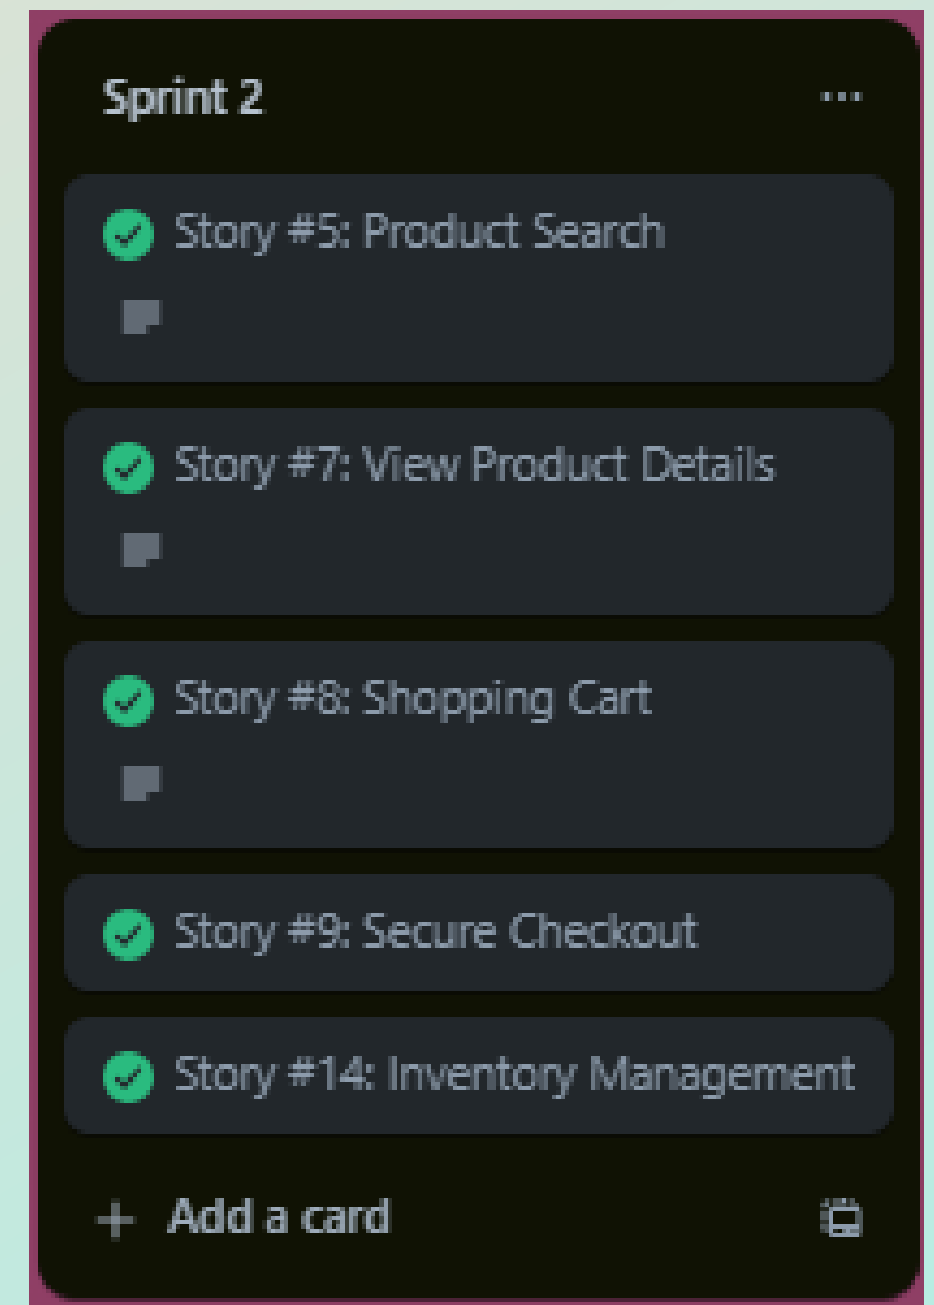 Sprint 2
Story #5: Product Search
Story #7: View Product Details
Story #8: Shopping Cart
Story #9: Secure Checkout
Story #14: Inventory Management
Add a card